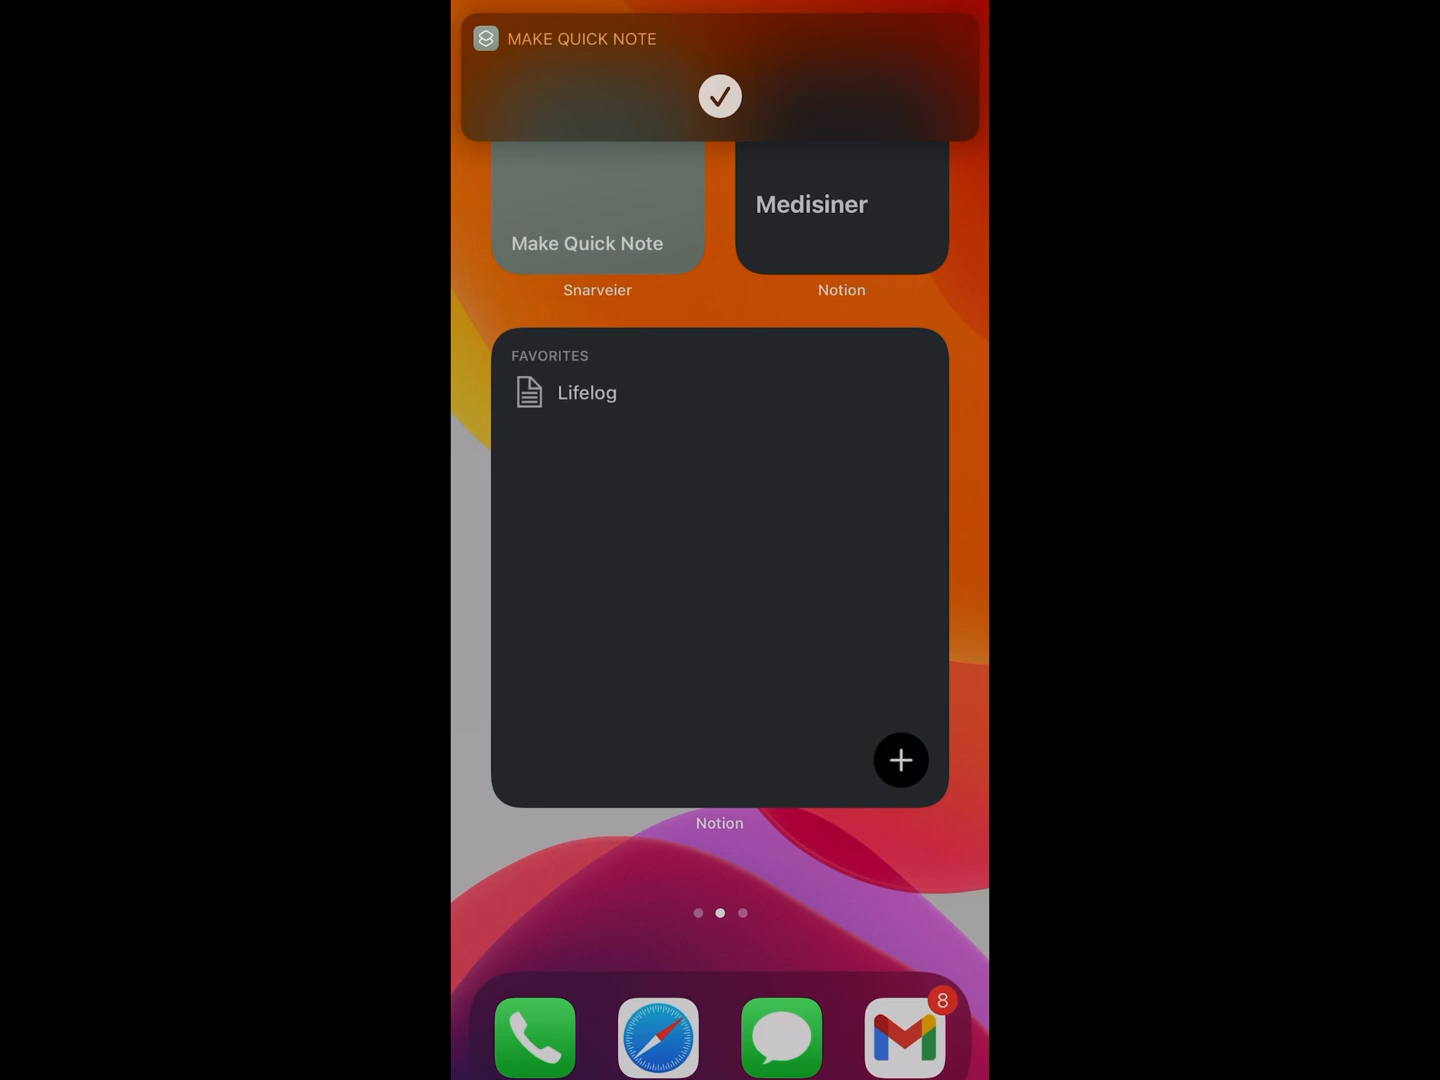 MAKE QUICK NOTE
Medisiner
Make Quick Note
Snarveier
Notion
FAVORITES
Lifelog
Notion
8